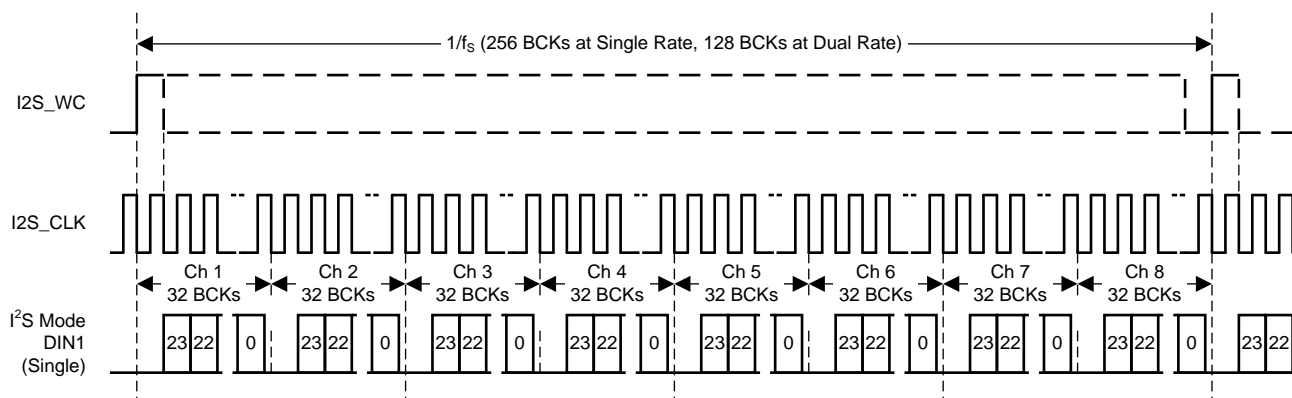 1/fS (256 BCKs at Single Rate, 128 BCKs at Dual Rate)
I2S_WC
I2S_CLK
Ch 1 Ch 2 Ch 3 Ch 4 Ch 5 Ch 6 Ch 7 Ch 8
32 BCKs 32 BCKs 32 BCKs 32 BCKs 32 BCKs 32 BCKs 32 BCKs 32 BCKs
I2S Mode
DIN1 23 22 0 23 22 0 23 22 0 23 22 0 23 22 0 23 22 0 23 22 0 23 22 0 23 22
(Single)